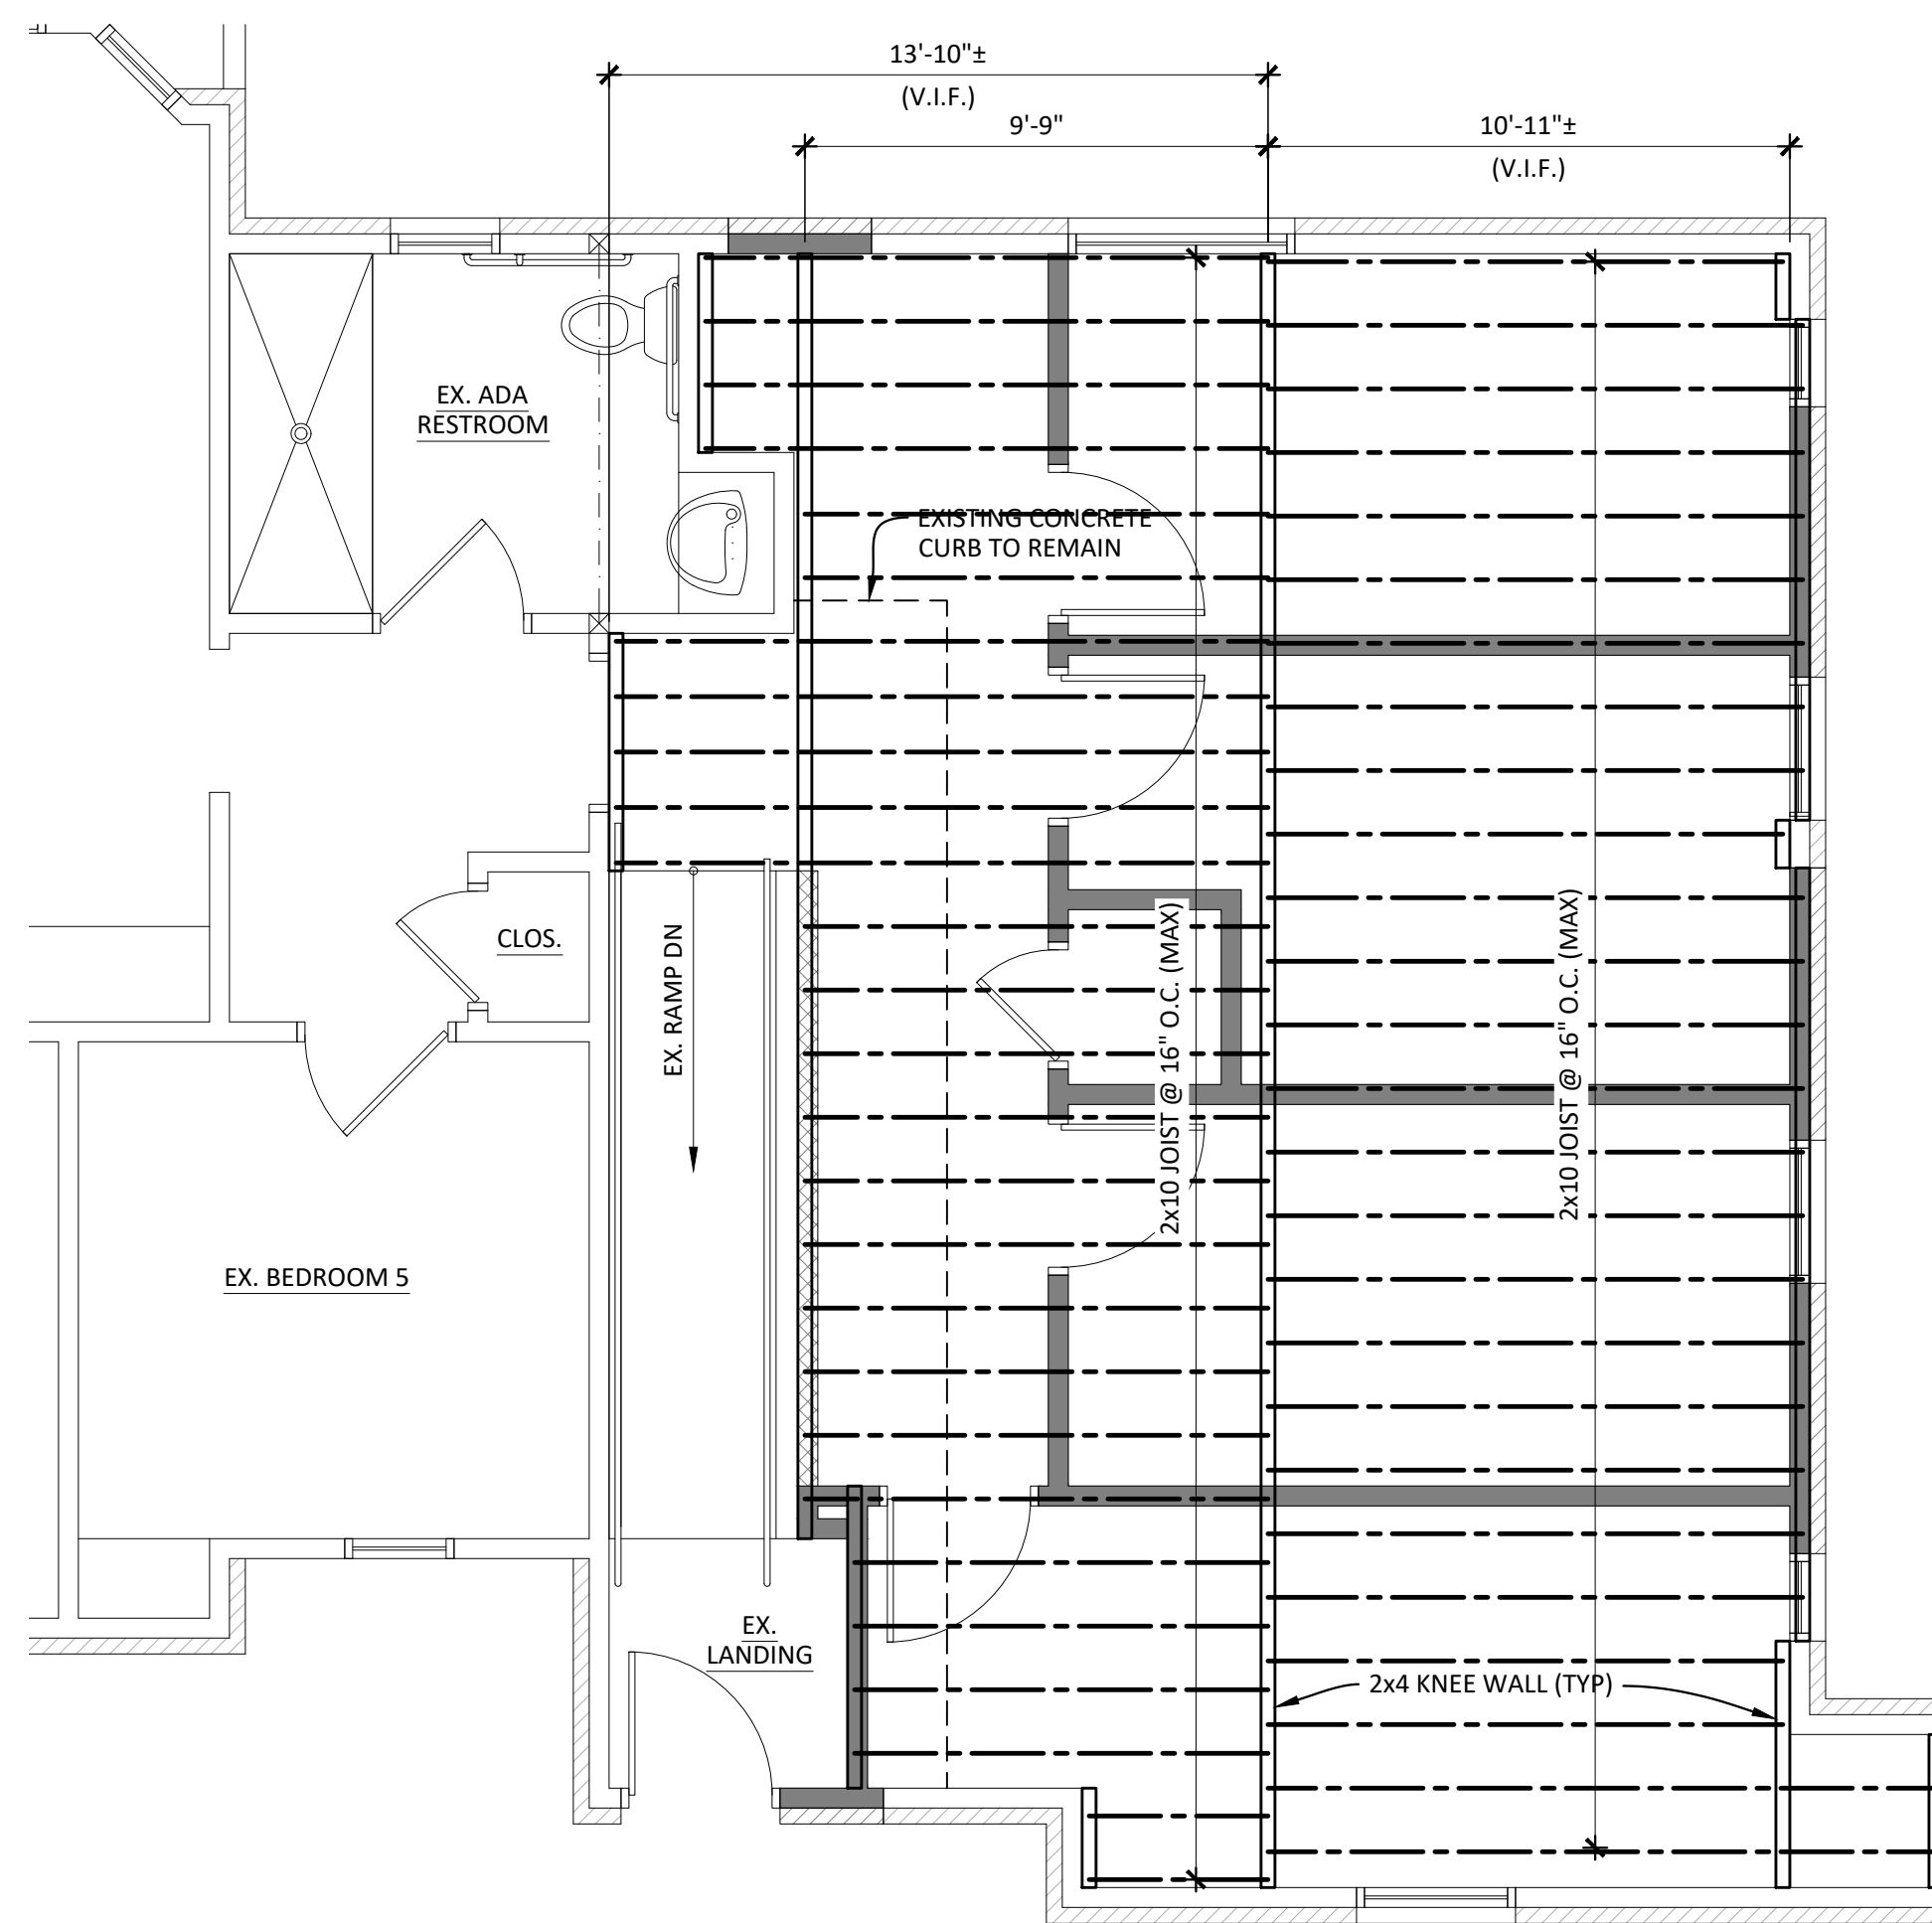 13'-10"±
(V.I.F.)
9'-9"
10'-11"±
(V.I.F.)
EX. ADA
RESTROOM
EXISTING CONCRETE
CURB TO REMAIN
CLOS.
EX. RAMP DN
2x10 JOIST @ 16" O.C. (MAX)
2x10 JOIST @ 16" O.C. (MAX)
EX. BEDROOM 5
EX.
LANDING
2x4 KNEE WALL (TYP)